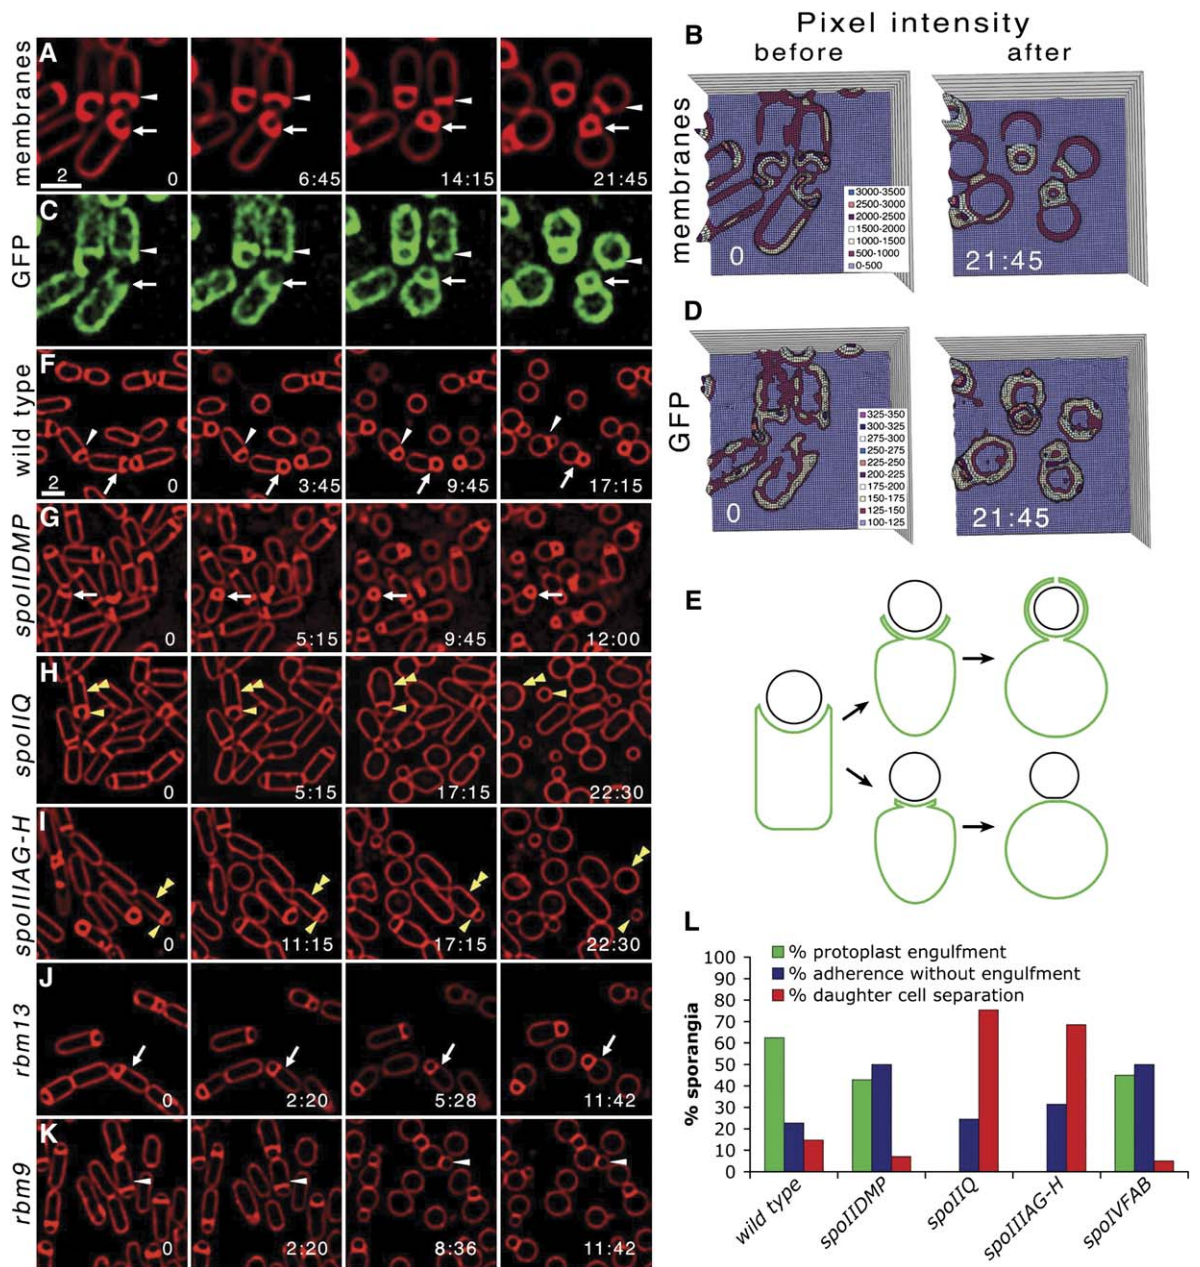 Pixel intensity
before after
A
membranes
2
0
6:45
14:15
21:45
B
membranes
0
3000-3500
2500-3000
2000-2500
1500-2000
1000-1500
500-1000
0-500
21:45
C
GFP
D
GFP
0
325-350
300-325
275-300
250-275
225-250
200-225
175-200
150-175
125-150
100-125
21:45
F
wild type
2
0
3:45
9:45
17:15
G
spoIIDMP
0
5:15
9:45
12:00
E
H
spoIIQ
0
5:15
17:15
22:30
I
spoIIIAG-H
0
11:15
17:15
22:30
J
rbm13
0
2:20
5:28
11:42
K
rbm9
0
2:20
8:36
11:42
L
% protoplast engulfment
% adherence without engulfment
% daughter cell separation
% sporangia
100
90
80
70
60
50
40
30
20
10
0
wild type
spoIIDMP
spoIIQ
spoIIIAG-H
spoIVFAB